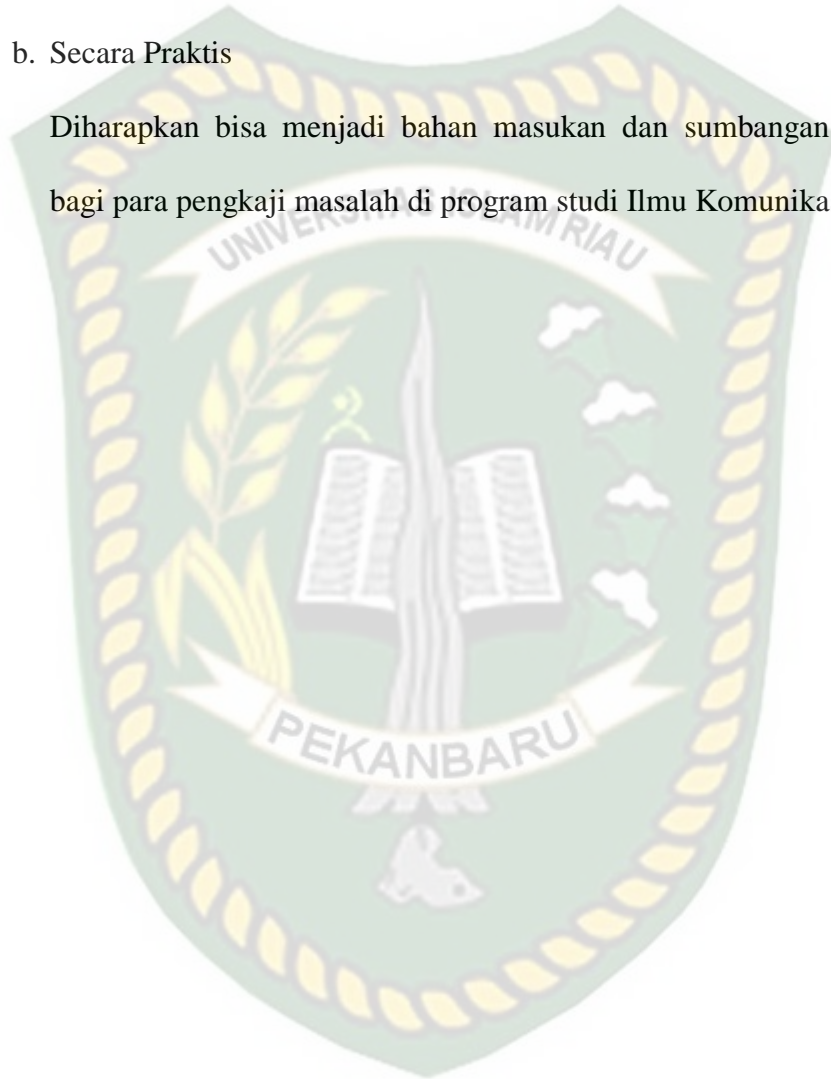 b. Secara Praktis
Diharapkan bisa menjadi bahan masukan dan sumbangan
bagi para pengkaji masalah di program studi Ilmu Komunika
UNIVERSITAS ISLAM RIAU
PEKANBARU